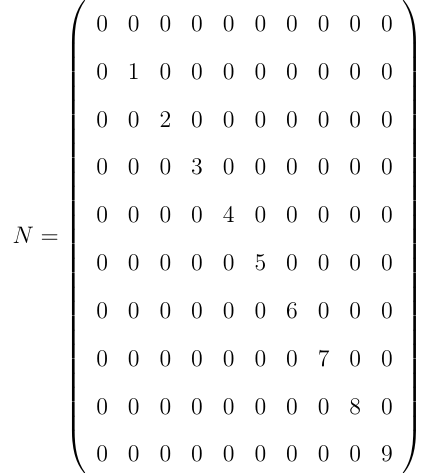 0 0 0 0 0 0 0 0 0 0
0 1 0 0 0 0 0 0 0 0
0 0 2 0 0 0 0 0 0 0
0 0 0 3 0 0 0 0 0 0
0 0 0 0 4 0 0 0 0 0
N =
0 0 0 0 0 5 0 0 0 0
0 0 0 0 0 0 6 0 0 0
0 0 0 0 0 0 0 7 0 0
0 0 0 0 0 0 0 0 8 0
0 0 0 0 0 0 0 0 0 9